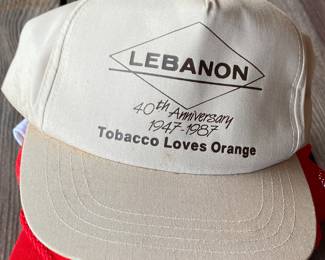 LEBANON
40th Anniversary
1947-1987
Tobacco Loves Orange